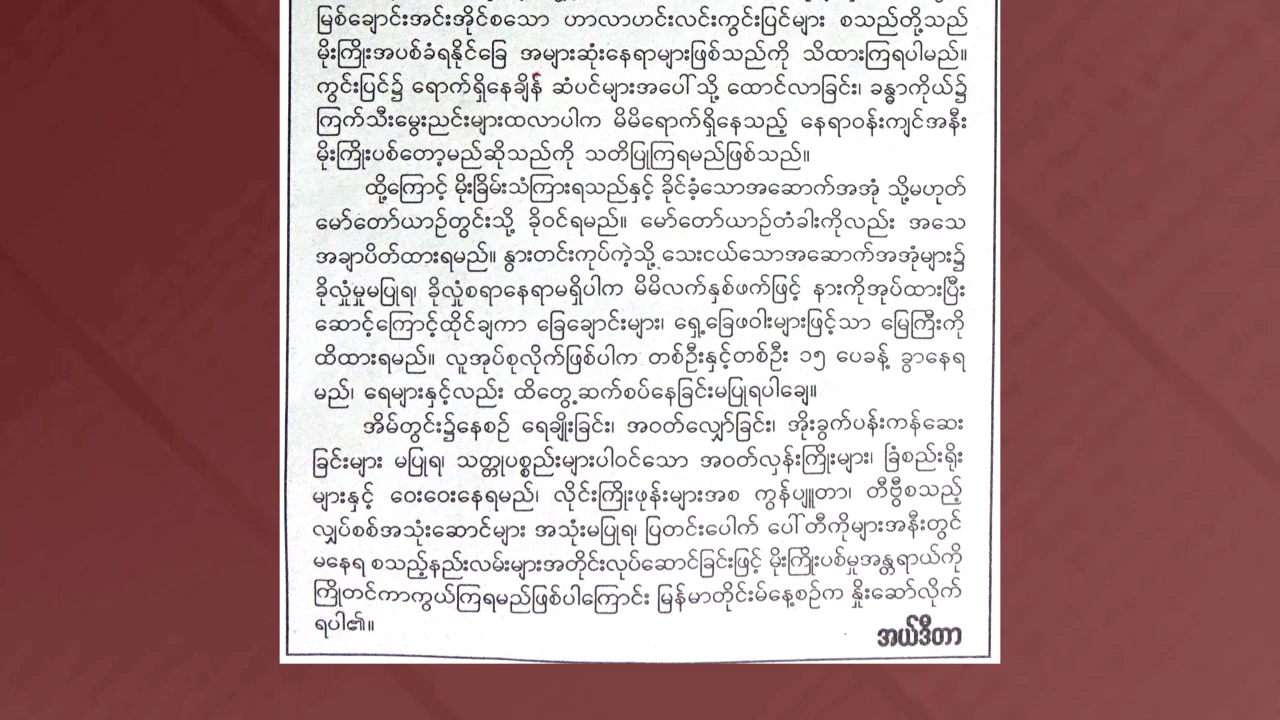 မြစ်ချောင်းအင်းအိုင်စသော ဟာလာဟင်းလင်းကွင်းပြင်များ စသည်တို့သည်
မိုးကြိုးအပစ်ခံရနိုင်ခြေ အများဆုံးနေရာများဖြစ်သည်ကို သိထားကြရပါမည်။
ကွင်းပြင်၌ ရောက်ရှိနေချိန် ဆံပင်များအပေါ်သို့ ထောင်လာခြင်း၊ ခန္ဓာကိုယ်၌
ကြက်သီးမွေးညင်းများထလာပါက မိမိရောက်ရှိနေသည့် နေရာဝန်းကျင်အနီး
မိုးကြိုးပစ်တော့မည်ဆိုသည်ကို သတိပြုကြရမည်ဖြစ်သည်။
ထို့ကြောင့် မိုးခြိမ်းသံကြားရသည်နှင့် ခိုင်ခံ့သောအဆောက်အအုံ သို့မဟုတ်
မော်တော်ယာဉ်တွင်းသို့ ခိုဝင်ရမည်။ မော်တော်ယာဉ်တံခါးကိုလည်း အသေ
အချာပိတ်ထားရမည်။ နွားတင်းကုပ်ကဲ့သို့ သေးငယ်သောအဆောက်အအုံများ၌
ခိုလှုံမှုမပြုရ၊ ခိုလှုံစရာနေရာမရှိပါက မိမိလက်နှစ်ဖက်ဖြင့် နားကိုအုပ်ထားပြီး
ဆောင့်ကြောင့်ထိုင်ချကာ ခြေချောင်းများ၊ ရှေ့ခြေဖဝါးများဖြင့်သာ မြေကြီးကို
ထိထားရမည်။ လူအုပ်စုလိုက်ဖြစ်ပါက တစ်ဦးနှင့်တစ်ဦး ၁၅ ပေခန့် ခွာနေရ
မည်၊ ရေများနှင့်လည်း ထိတွေ့ဆက်စပ်နေခြင်းမပြုရပါချေ။
အိမ်တွင်း၌နေစဉ် ရေချိုးခြင်း၊ အဝတ်လျှော်ခြင်း၊ အိုးခွက်ပန်းကန်ဆေး
ခြင်းများ မပြုရ၊ သတ္တုပစ္စည်းများပါဝင်သော အဝတ်လှန်းကြိုးများ၊ ခြံစည်းရိုး
များနှင့် ဝေးဝေးနေရမည်၊ လိုင်းကြိုးဖုန်းများအစ ကွန်ပျူတာ၊ တီဗွီစသည့်
လျှပ်စစ်အသုံးဆောင်များ အသုံးမပြုရ၊ ပြတင်းပေါက် ပေါ်တီကိုများအနီးတွင်
မနေရ စသည့်နည်းလမ်းများအတိုင်းလုပ်ဆောင်ခြင်းဖြင့် မိုးကြိုးပစ်မှုအန္တရာယ်ကို
ကြိုတင်ကာကွယ်ကြရမည်ဖြစ်ပါကြောင်း မြန်မာတိုင်းမ်နေ့စဉ်က နှိုးဆော်လိုက်
ရပါ၏။
အယ်ဒီတာ